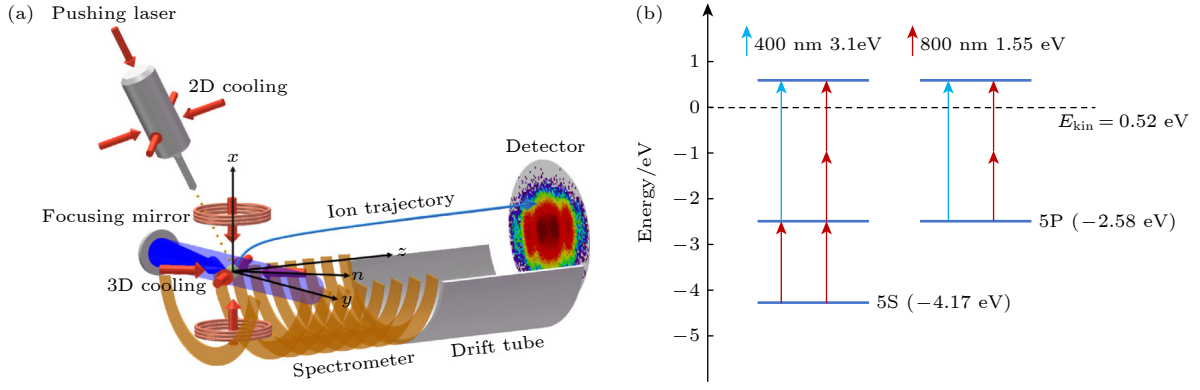 (a)
Pushing laser
2D cooling
x
Detector
Ion trajectory
Focusing mirror
z
3D cooling
n
y
Spectrometer
Drift tube
(b)
400 nm 3.1eV
800 nm 1.55 eV
Energy/eV
1
0
−1
−2
−3
−4
−5
Ekin = 0.52 eV
5P (−2.58 eV)
5S (−4.17 eV)